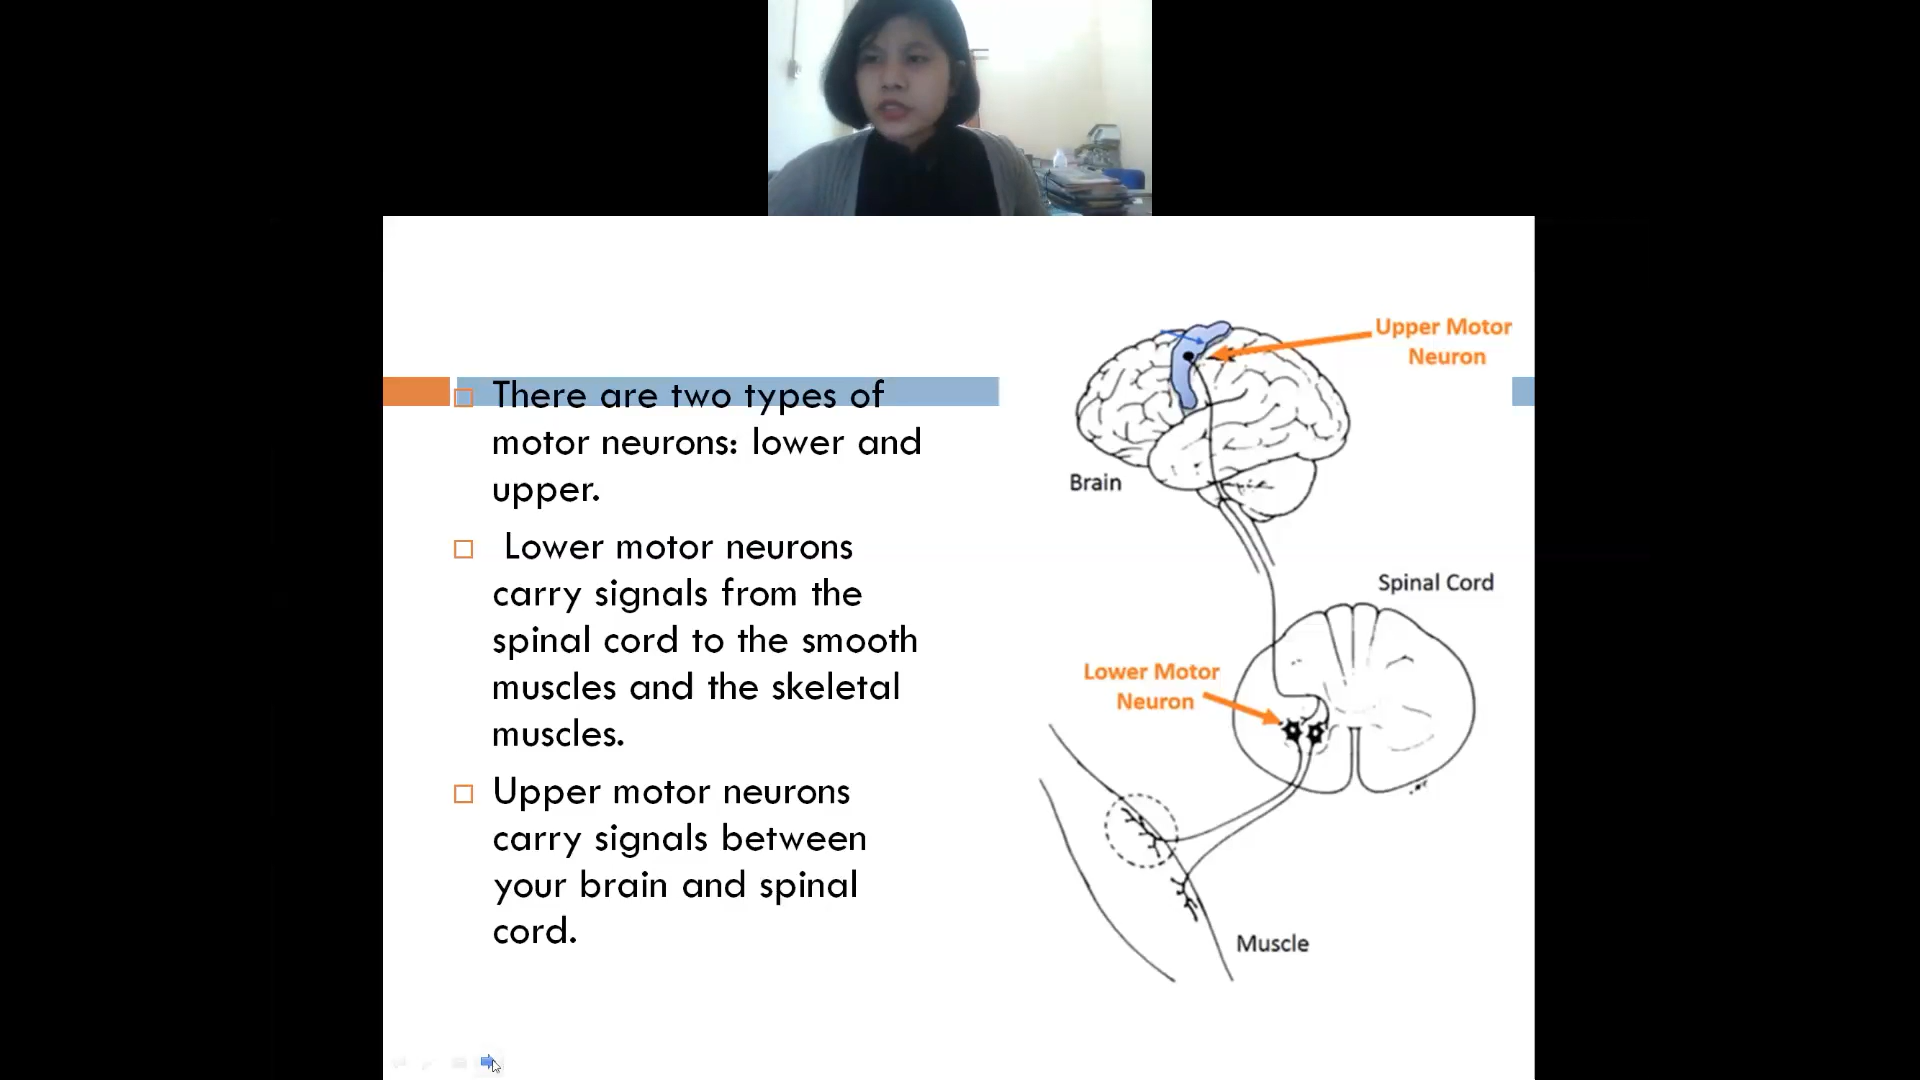 There are two types of
motor neurons: lower and
upper.
Lower motor neurons
carry signals from the
spinal cord to the smooth
muscles and the skeletal
muscles.
Upper motor neurons
carry signals between
your brain and spinal
cord.
Upper Motor
Neuron
Brain
Spinal Cord
Lower Motor
Neuron
Muscle